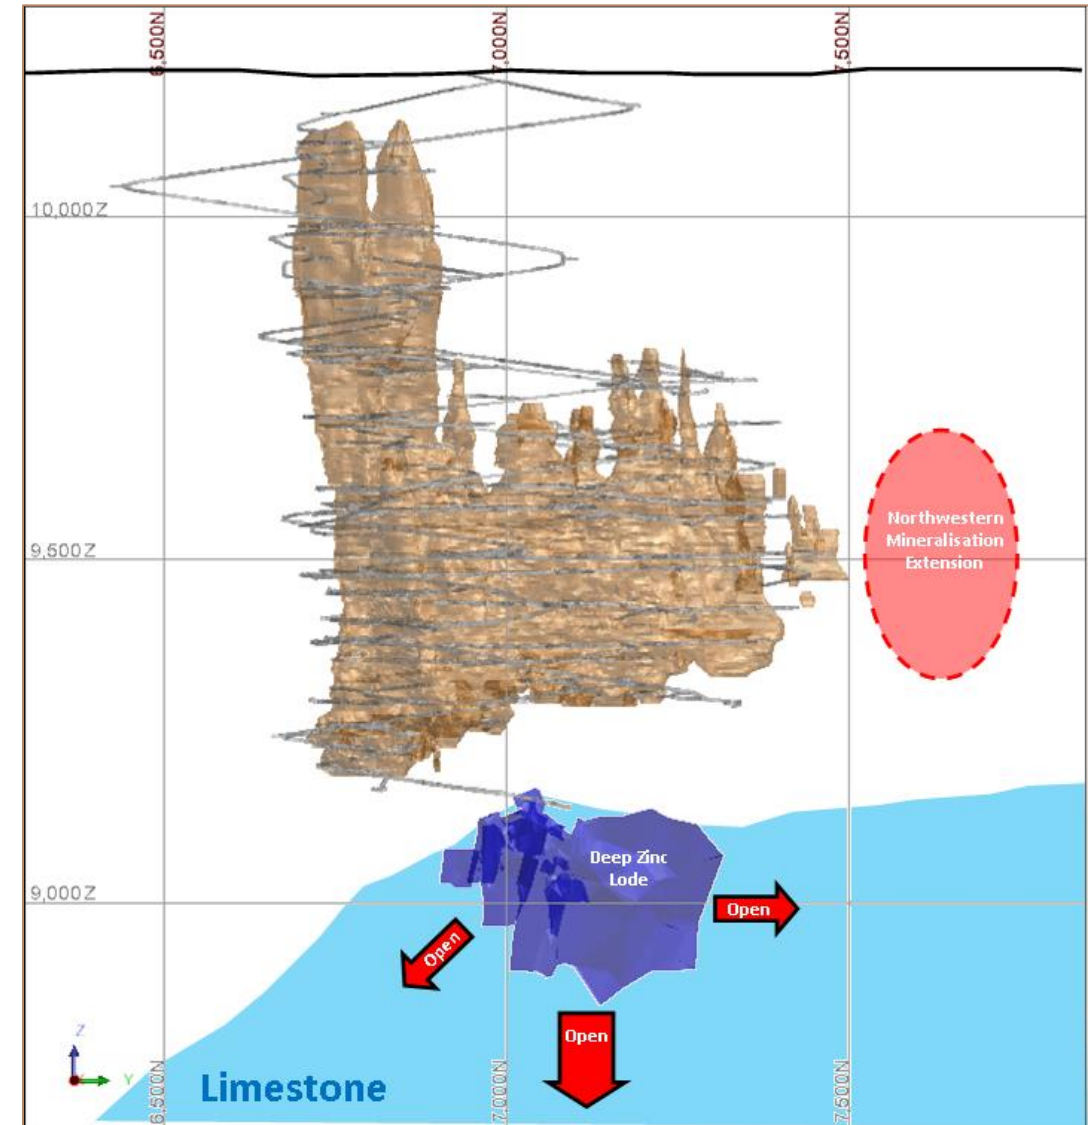 6,500N
7,000N
7,500N
10,000Z
Northwestern
Mineralisation
Extension
9,500Z
Deep Zinc
Lode
9,000Z
Open
Open
Open
Z
Y
Limestone
6,500N
7,000N
7,500N